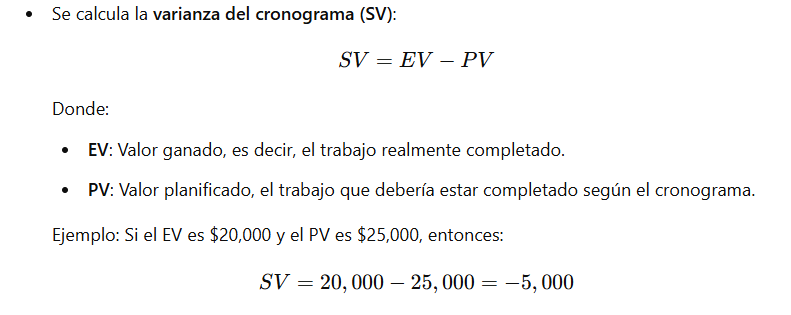 • Se calcula la varianza del cronograma (SV):
SV = EV − PV
Donde:
• EV: Valor ganado, es decir, el trabajo realmente completado.
• PV: Valor planificado, el trabajo que debería estar completado según el cronograma.
Ejemplo: Si el EV es $20,000 y el PV es $25,000, entonces:
SV = 20,000 − 25,000 = −5,000